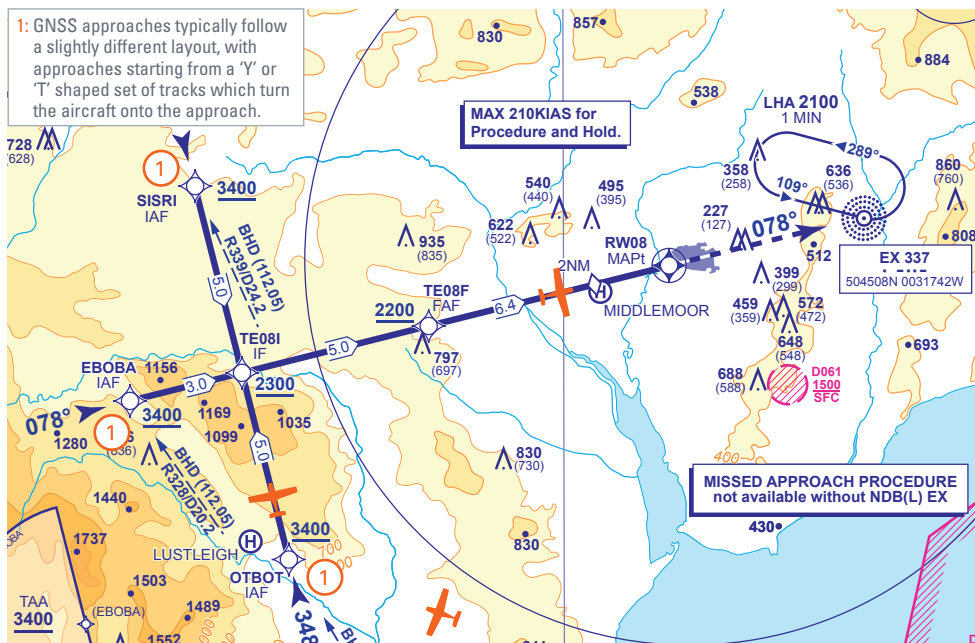 1: GNSS approaches typically follow
a slightly different layout, with
approaches starting from a ‘Y’ or
‘T’ shaped set of tracks which turn
the aircraft onto the approach.
830
857
884
538
MAX 210KIAS for
Procedure and Hold.
LHA 2100
1 MIN
289°
109°
728
(628)
1
SISRI
IAF
3400
358
(258)
636
(536)
860
(760)
540
(440)
495
(395)
622
(522)
227
(127)
078°
808
935
(835)
RW08
MAPt
512
EX 337
504508N 0031742W
BHD (112.05)
R339/D24.2
5.0
2NM
399
(299)
MIDDLEMOOR
TE08F
FAF
2200
6.4
459
(359)
572
(472)
648
(548)
693
TE08I
IF
5.0
797
(697)
EBOBA
IAF
1156
3.0
2300
688
(588)
D061
1500
SFC
078°
3400
1169
1035
1099
1
1280
(836)
5.0
BHD (112.05)
R328/D20.2
830
(730)
400
1440
MISSED APPROACH PROCEDURE
not available without NDB(L) EX
3400
430
1737
LUSTLEIGH
H
830
700
OTBOT
IAF
1
1503
TAA
3400
(EBOBA)
1489
348
1552